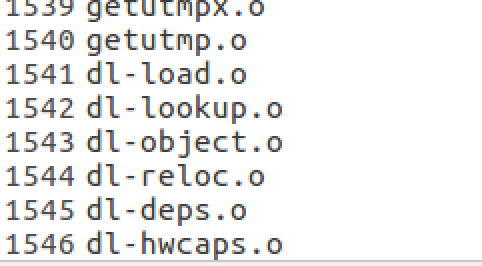 1539 getutmpx.o
1540 getutmp.o
1541 dl-load.o
1542 dl-lookup.o
1543 dl-object.o
1544 dl-reloc.o
1545 dl-deps.o
1546 dl-hwcaps.o